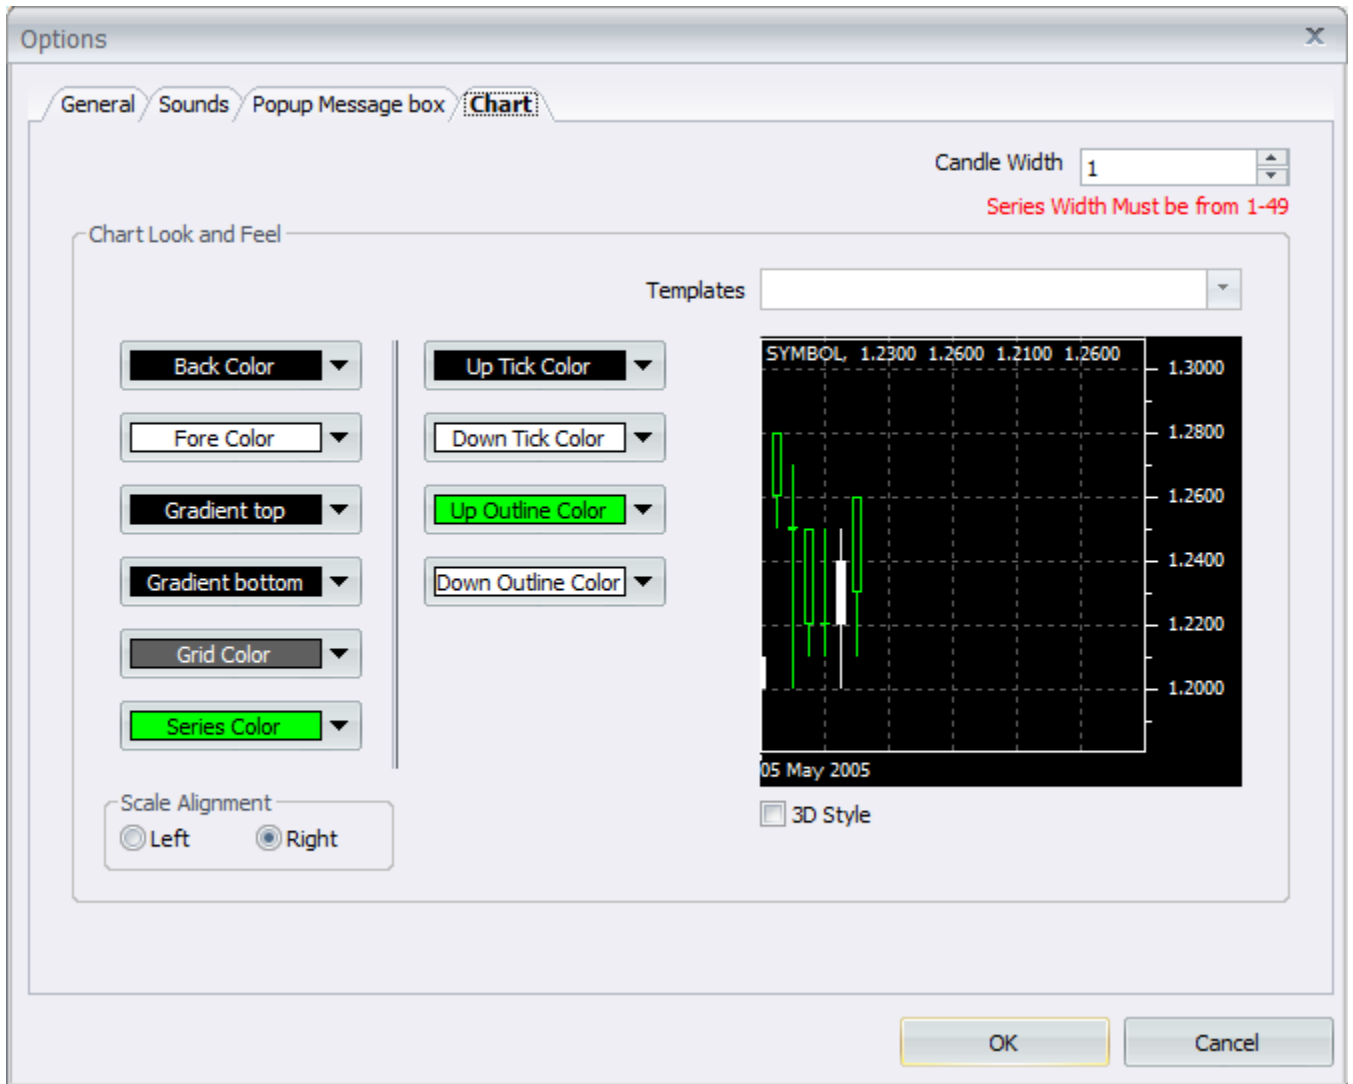 Options
General Sounds Popup Message box Chart
Candle Width 1
Series Width Must be from 1-49
Chart Look and Feel
Templates
Back Color
Fore Color
Gradient top
Gradient bottom
Grid Color
Series Color
Up Tick Color
Down Tick Color
Up Outline Color
Down Outline Color
SYMBOL, 1.2300 1.2600 1.2100 1.2600
1.3000
1.2800
1.2600
1.2400
1.2200
1.2000
05 May 2005
3D Style
Scale Alignment
Left Right
OK Cancel